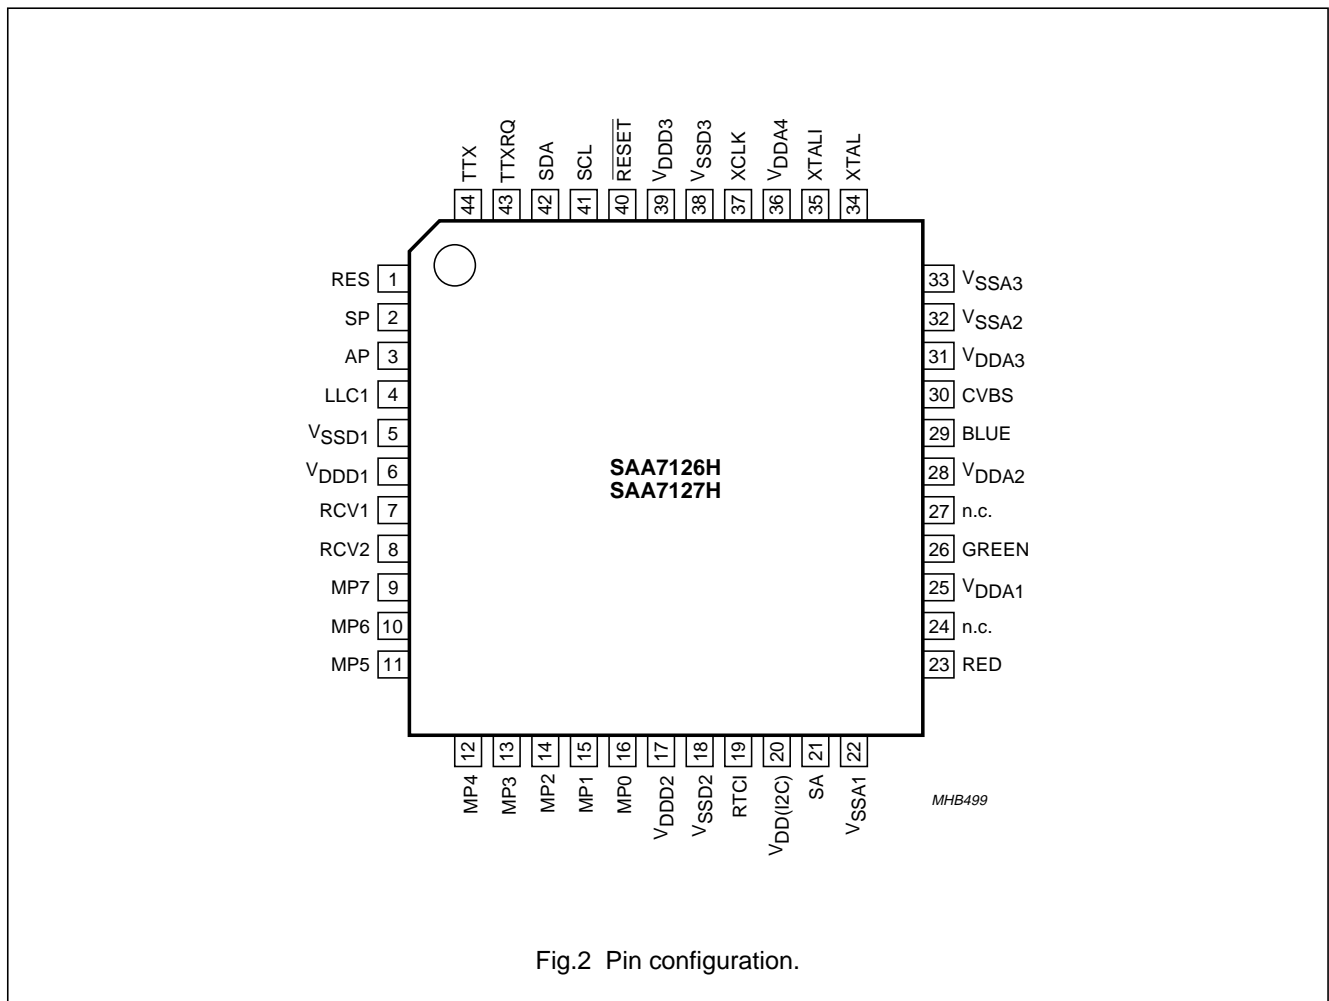 TTX
TTXRQ
SDA
SCL
RESET
VDDD3
VSSD3
XCLK
VDDA4
XTALI
XTAL
44
43
42
41
40
39
38
37
36
35
34
RES 1
SP 2
AP 3
LLC1 4
VSSD1 5
VDDD1 6
RCV1 7
RCV2 8
MP7 9
MP6 10
MP5 11
SAA7126H
SAA7127H
33 VSSA3
32 VSSA2
31 VDDA3
30 CVBS
29 BLUE
28 VDDA2
27 n.c.
26 GREEN
25 VDDA1
24 n.c.
23 RED
12
13
14
15
16
17
18
19
20
21
22
MP4
MP3
MP2
MP1
MP0
VDDD2
VSSD2
RTCI
VDD(I2C)
SA
VSSA1
MHB499
Fig.2 Pin configuration.